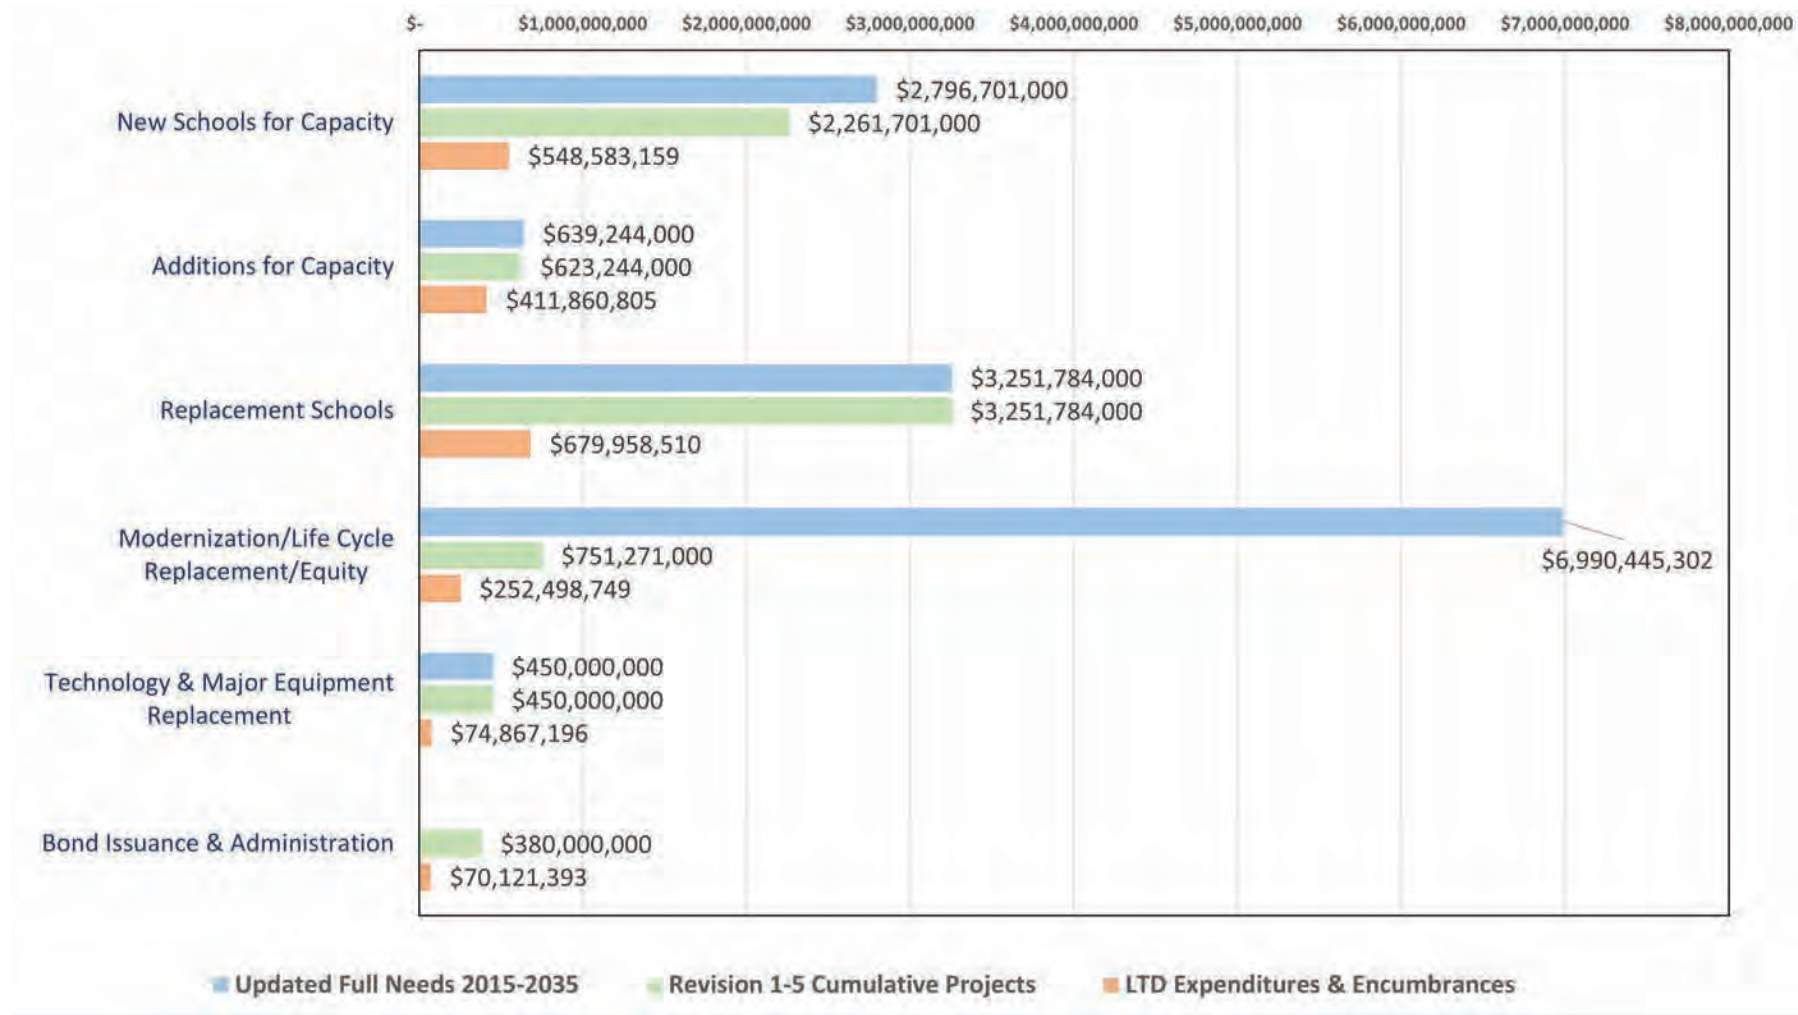 $- $1,000,000,000 $2,000,000,000 $3,000,000,000 $4,000,000,000 $5,000,000,000 $6,000,000,000 $7,000,000,000 $8,000,000,000
$2,796,701,000
New Schools for Capacity $2,261,701,000
$548,583,159
$639,244,000
Additions for Capacity $623,244,000
$411,860,805
$3,251,784,000
Replacement Schools $3,251,784,000
$679,958,510
Modernization/Life Cycle
Replacement/Equity
$6,990,445,302
$751,271,000
$252,498,749
Technology & Major Equipment
Replacement
$450,000,000
$450,000,000
$74,867,196
Bond Issuance & Administration $380,000,000
$70,121,393
Updated Full Needs 2015-2035 Revision 1-5 Cumulative Projects LTD Expenditures & Encumbrances